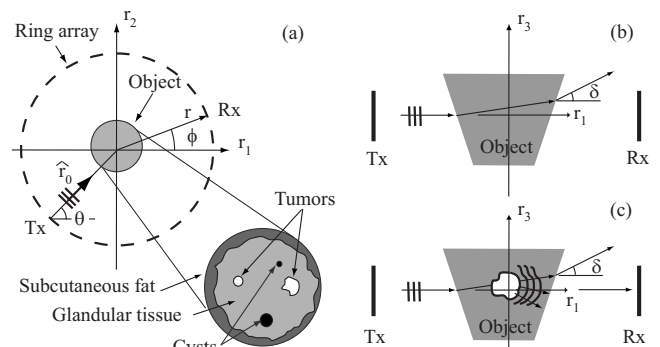 r2
Ring array
(a)
Object
r
Rx
ϕ
r1
r̂0
Tx
θ
Tumors
Subcutaneous fat
Glandular tissue
Cysts
r3
(b)
δ
r1
Tx
Object
Rx
r3
(c)
δ
r1
Tx
Object
Rx